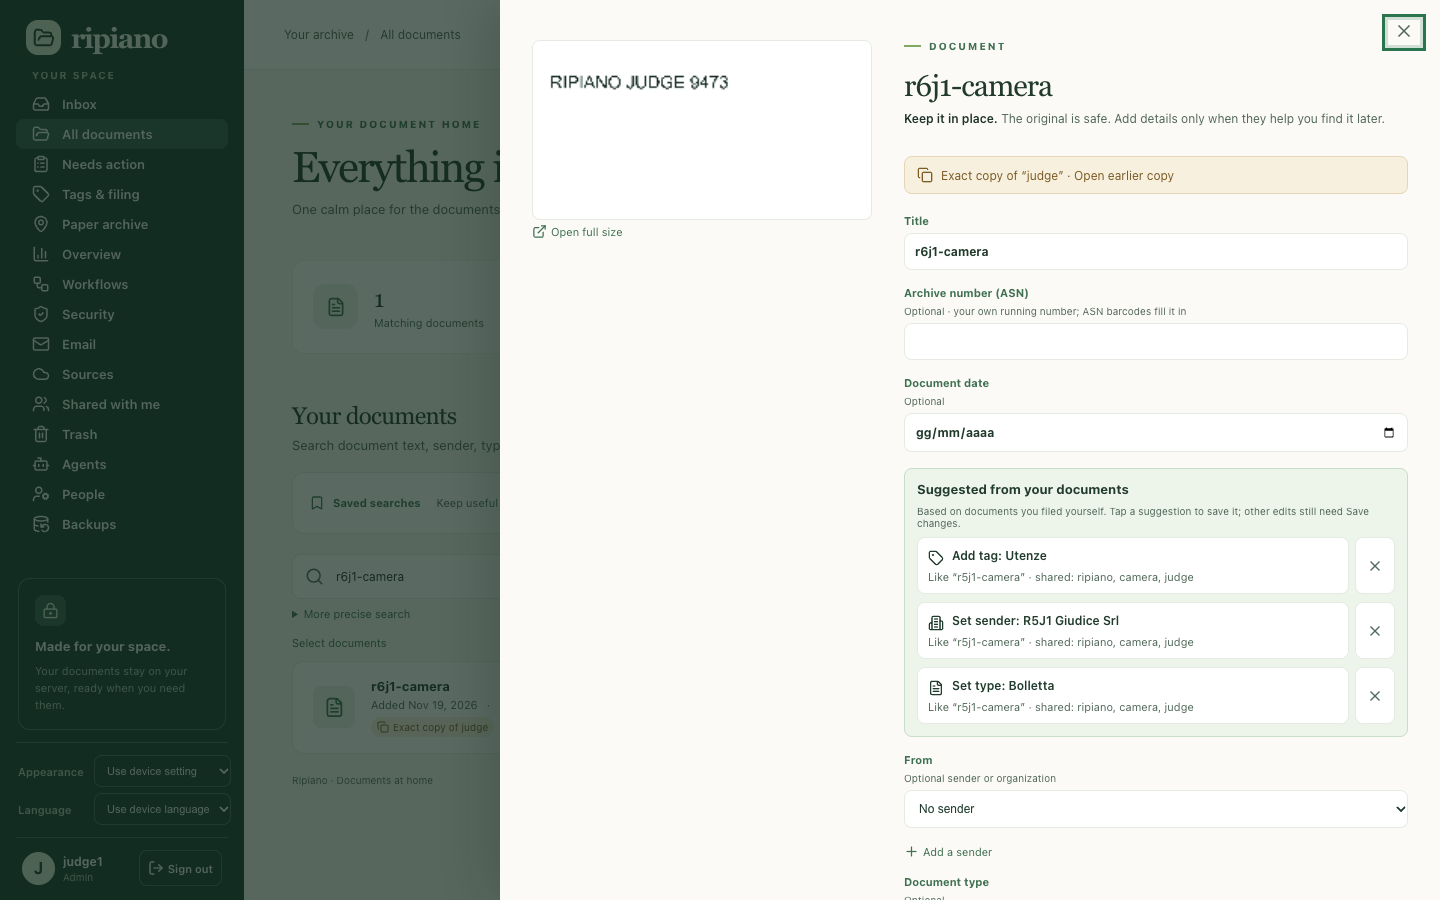 ripiano
YOUR SPACE
Inbox
All documents
Needs action
Tags & filing
Paper archive
Overview
Workflows
Security
Email
Sources
Shared with me
Trash
Agents
People
Backups
Made for your space.
Your documents stay on your
server, ready when you need
them.
Appearance
Use device setting
Language
Use device language
J
judge1
Admin
Sign out
Your archive / All documents
YOUR DOCUMENT HOME
Everything i
One calm place for the documents
1
Matching documents
Your documents
Search document text, sender, typ
Saved searches Keep useful
r6j1-camera
More precise search
Select documents
r6j1-camera
Added Nov 19, 2026 ·
Exact copy of judge
Ripiano · Documents at home
RIPIANO JUDGE 9473
Open full size
DOCUMENT
r6j1-camera
Keep it in place. The original is safe. Add details only when they help you find it later.
Exact copy of “judge” · Open earlier copy
Title
r6j1-camera
Archive number (ASN)
Optional · your own running number; ASN barcodes fill it in
Document date
Optional
gg/mm/aaaa
Suggested from your documents
Based on documents you filed yourself. Tap a suggestion to save it; other edits still need Save
changes.
Add tag: Utenze
Like “r5j1-camera” · shared: ripiano, camera, judge
Set sender: R5J1 Giudice Srl
Like “r5j1-camera” · shared: ripiano, camera, judge
Set type: Bolletta
Like “r5j1-camera” · shared: ripiano, camera, judge
From
Optional sender or organization
No sender
Add a sender
Document type
Optional